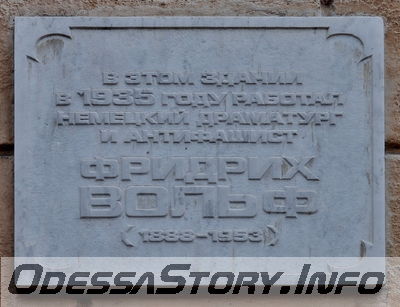 В ЭТОМ ЗДАНИИ
В 1935 ГОДУ РАБОТАЛ
НЕМЕЦКИЙ ДРАМАТУРГ
И АНТИФАШИСТ
ФРИДРИХ
ВОЛЬФ
(1888-1953)
OdessaStory.Info